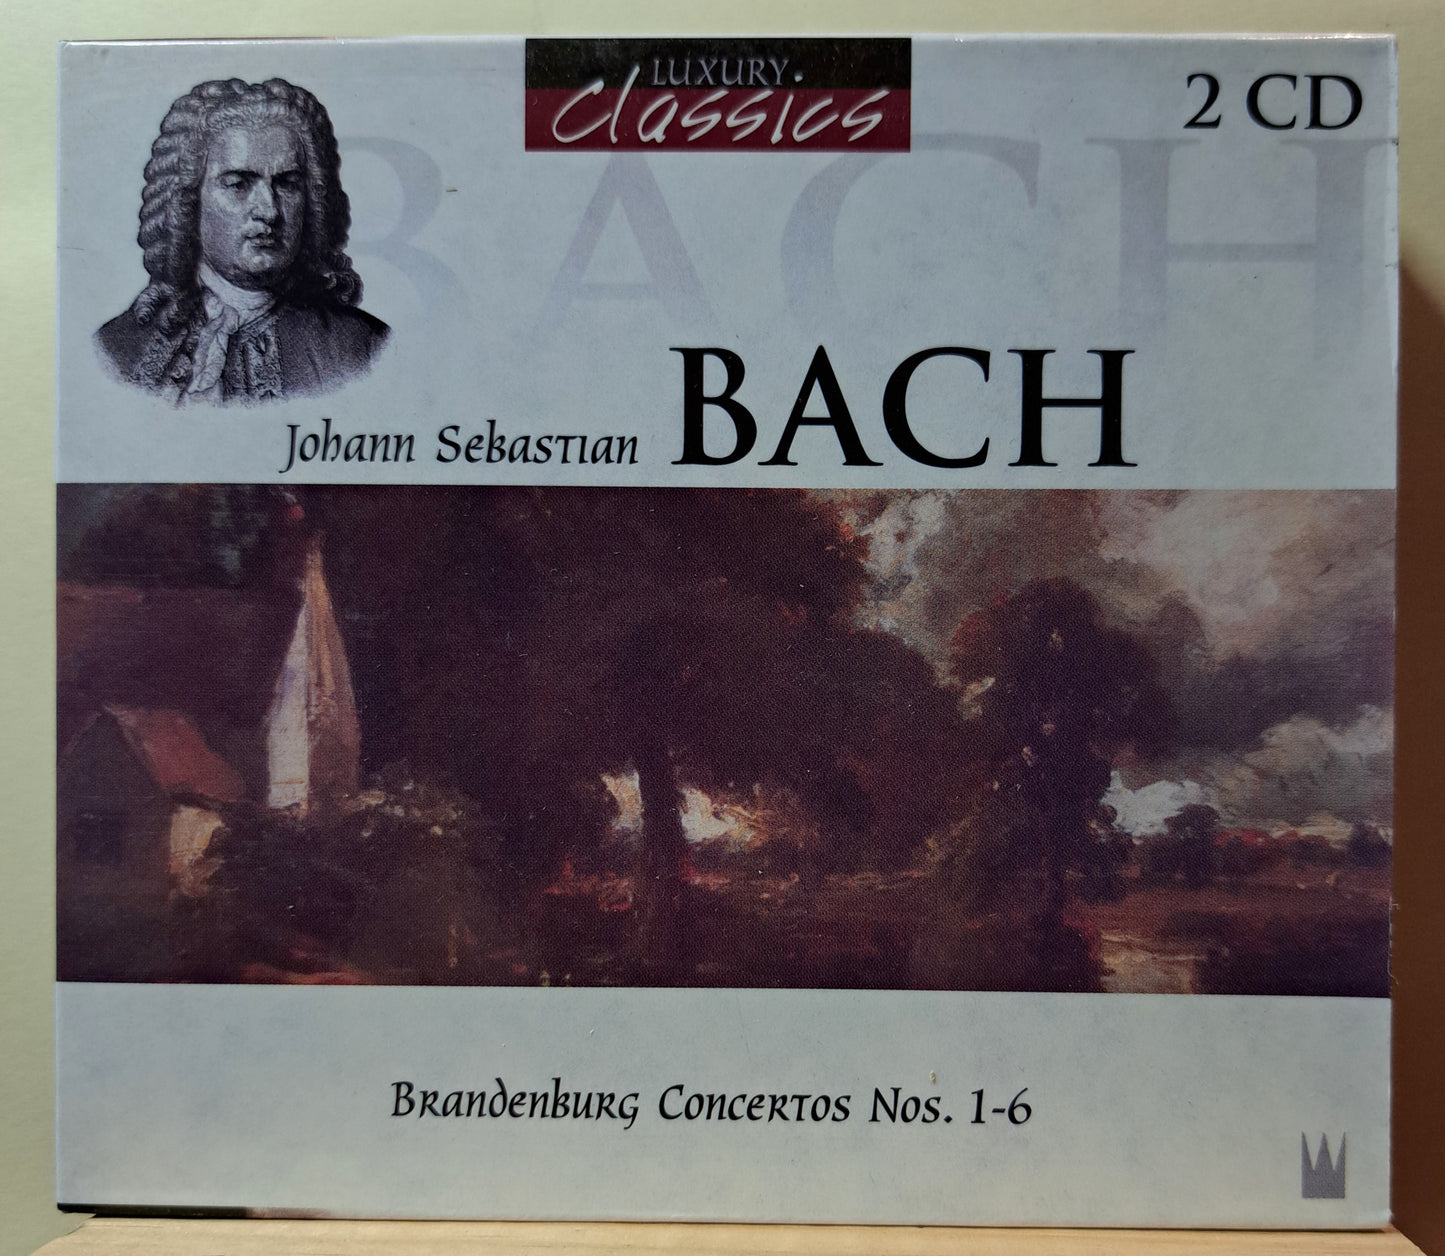 LUXURY
Classics
2 CD
BACH
Johann Sebastian BACH
Brandenburg Concertos Nos. 1-6